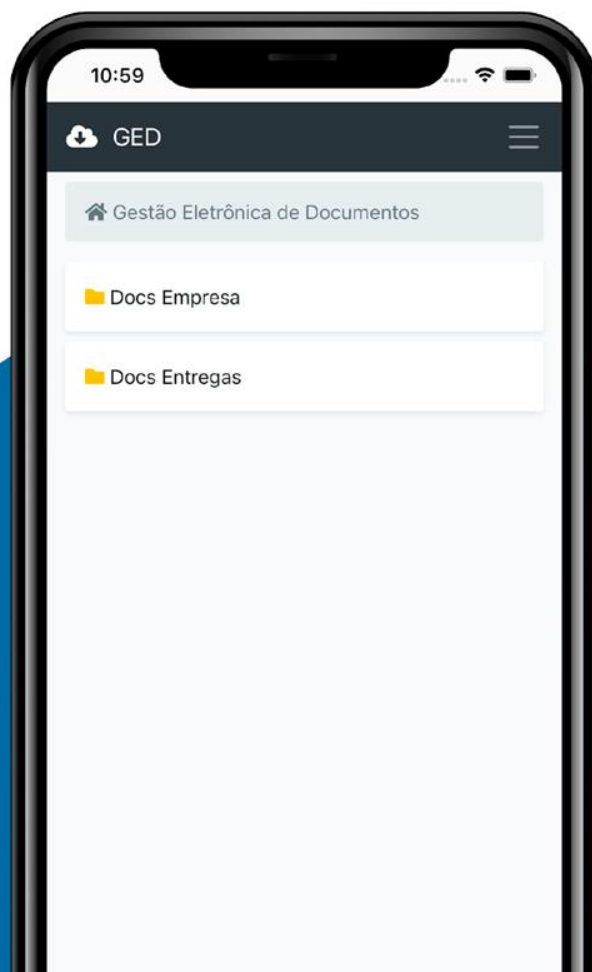 10:59
GED
Gestão Eletrônica de Documentos
Docs Empresa
Docs Entregas